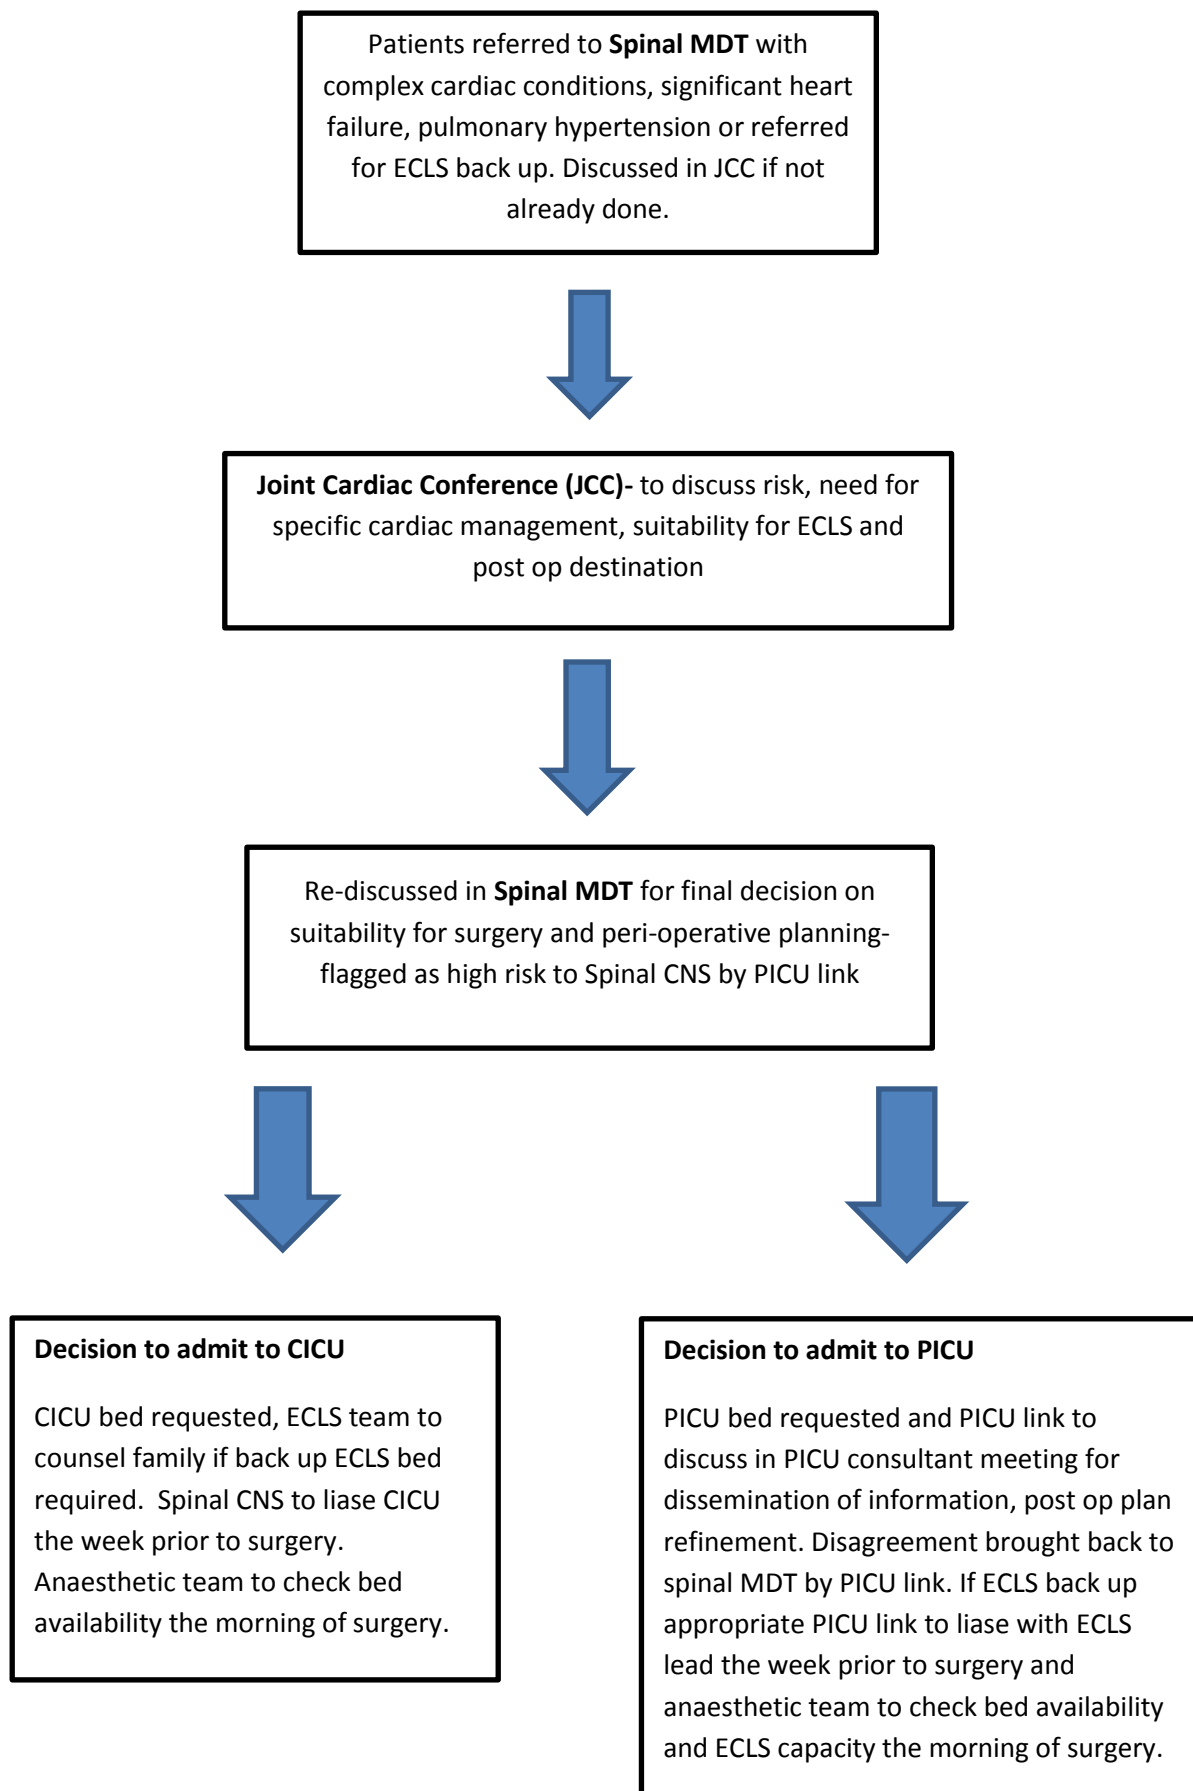 Patients referred to Spinal MDT with
complex cardiac conditions, significant heart
failure, pulmonary hypertension or referred
for ECLS back up. Discussed in JCC if not
already done.
Joint Cardiac Conference (JCC)- to discuss risk, need for
specific cardiac management, suitability for ECLS and
post op destination
Re-discussed in Spinal MDT for final decision on
suitability for surgery and peri-operative planning-
flagged as high risk to Spinal CNS by PICU link
Decision to admit to CICU
CICU bed requested, ECLS team to
counsel family if back up ECLS bed
required.  Spinal CNS to liase CICU
the week prior to surgery.
Anaesthetic team to check bed
availability the morning of surgery.
Decision to admit to PICU
PICU bed requested and PICU link to
discuss in PICU consultant meeting for
dissemination of information, post op plan
refinement. Disagreement brought back to
spinal MDT by PICU link. If ECLS back up
appropriate PICU link to liase with ECLS
lead the week prior to surgery and
anaesthetic team to check bed availability
and ECLS capacity the morning of surgery.